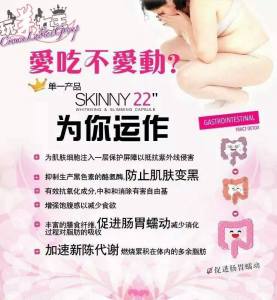 愛吃不愛動?
单一产品
SKINNY 22"
WHITENING & SLIMMING CAPSULE
为你运作
GASTROINTESTINAL
TRACT DETOX
为肌肤细胞注入一层保护屏障以抵抗紫外线侵害
抑制生产黑色素的酪氨酶,防止肌肤变黑
有效抗氧化成分,中和和消除有害自由基
增强饱腹感以减少食欲
丰富的膳食纤维,促进肠胃蠕动减少消化
过程对脂肪的吸收
加速新陈代谢 燃烧累积在体内的多余脂肪
促进肠胃蠕动